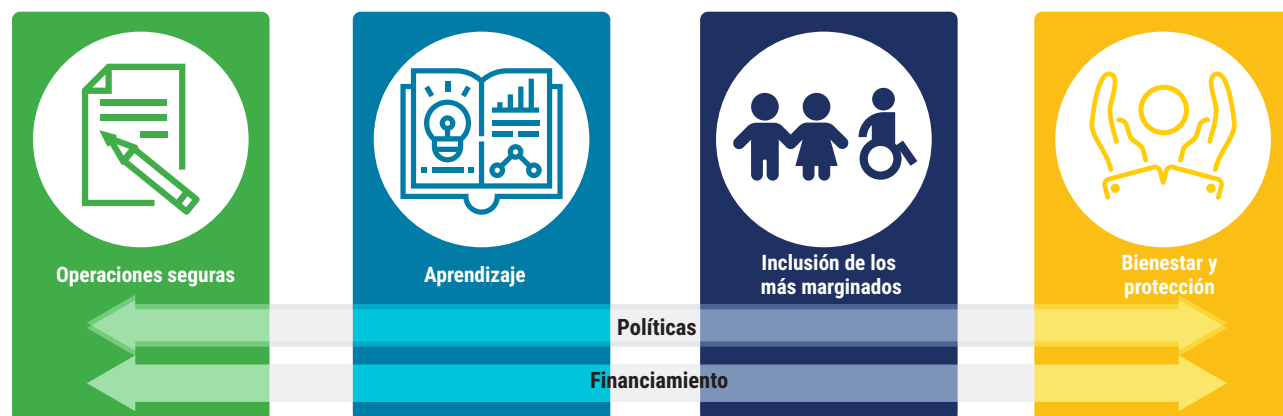 Operaciones seguras
Aprendizaje
Inclusión de los
más marginados
Bienestar y
protección
Políticas
Financiamiento